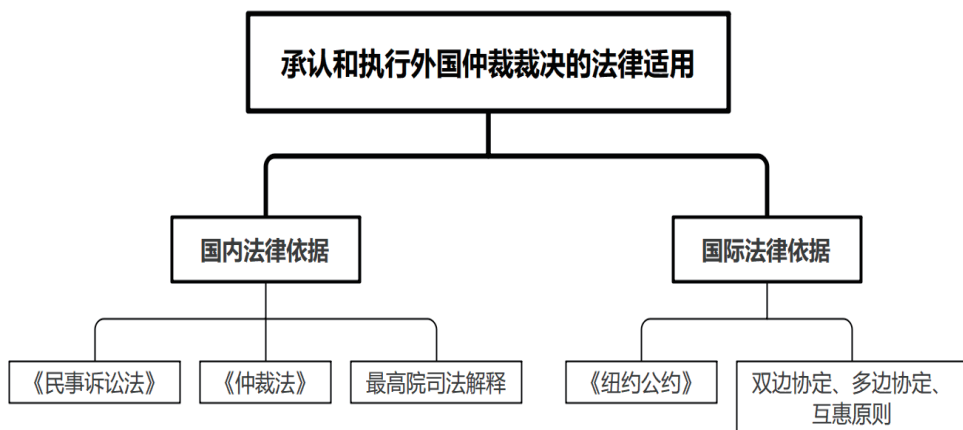 承认和执行外国仲裁裁决的法律适用
国内法律依据
国际法律依据
《民事诉讼法》
《仲裁法》
最高院司法解释
《纽约公约》
双边协定、多边协定、
互惠原则